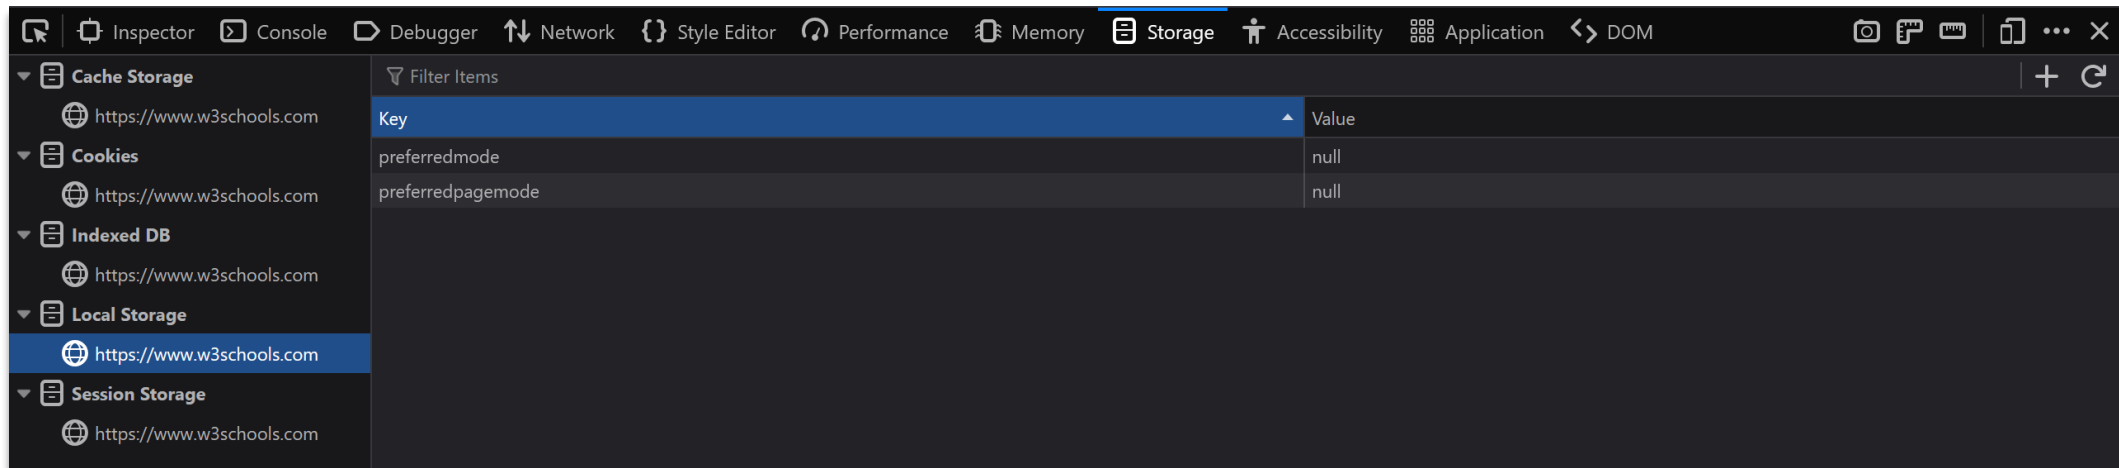 Inspector Console Debugger Network Style Editor Performance Memory Storage Accessibility Application DOM
Cache Storage
https://www.w3schools.com
Cookies
https://www.w3schools.com
Indexed DB
https://www.w3schools.com
Local Storage
https://www.w3schools.com
Session Storage
https://www.w3schools.com
Filter Items
Key Value
preferredmode null
preferredpagemode null